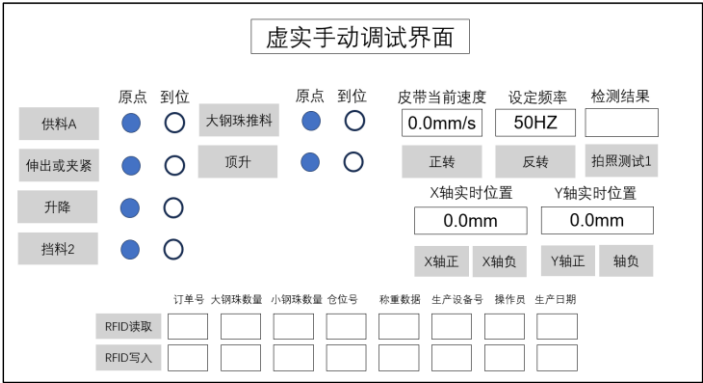 虚实手动调试界面
原点 到位 原点 到位 皮带当前速度 设定频率 检测结果
供料A 大钢珠推料 0.0mm/s 50HZ
伸出或夹紧 顶升 正转 反转 拍照测试1
X轴实时位置 Y轴实时位置
升降 0.0mm 0.0mm
挡料2 X轴正 X轴负 Y轴正 轴负
订单号 大钢珠数量 小钢珠数量 仓位号 称重数据 生产设备号 操作员 生产日期
RFID读取
RFID写入